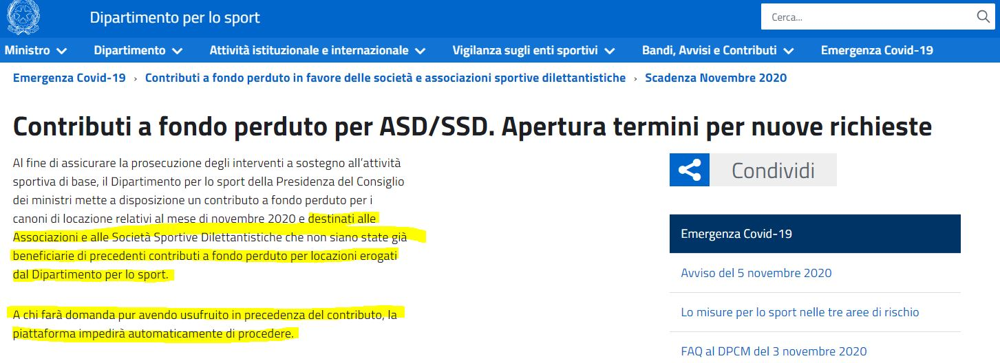 Dipartimento per lo sport
Cerca...
Ministro
Dipartimento
Attività istituzionale e internazionale
Vigilanza sugli enti sportivi
Bandi, Avvisi e Contributi
Emergenza Covid-19
Emergenza Covid-19 › Contributi a fondo perduto in favore delle società e associazioni sportive dilettantistiche › Scadenza Novembre 2020
Contributi a fondo perduto per ASD/SSD. Apertura termini per nuove richieste
Al fine di assicurare la prosecuzione degli interventi a sostegno all'attività
sportiva di base, il Dipartimento per lo sport della Presidenza del Consiglio
dei ministri mette a disposizione un contributo a fondo perduto per i
canoni di locazione relativi al mese di novembre 2020 e destinati alle
Associazioni e alle Società Sportive Dilettantistiche che non siano state già
beneficiarie di precedenti contributi a fondo perduto per locazioni erogati
dal Dipartimento per lo sport.
A chi farà domanda pur avendo usufruito in precedenza del contributo, la
piattaforma impedirà automaticamente di procedere.
Condividi
Emergenza Covid-19
Avviso del 5 novembre 2020
Lo misure per lo sport nelle tre aree di rischio
FAQ al DPCM del 3 novembre 2020